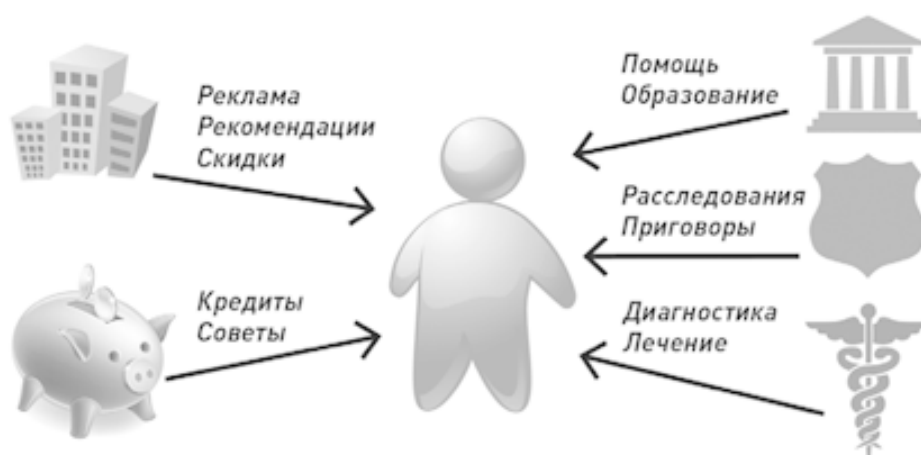 Реклама
Рекомендации
Скидки
Кредиты
Советы
Помощь
Образование
Расследования
Приговоры
Диагностика
Лечение